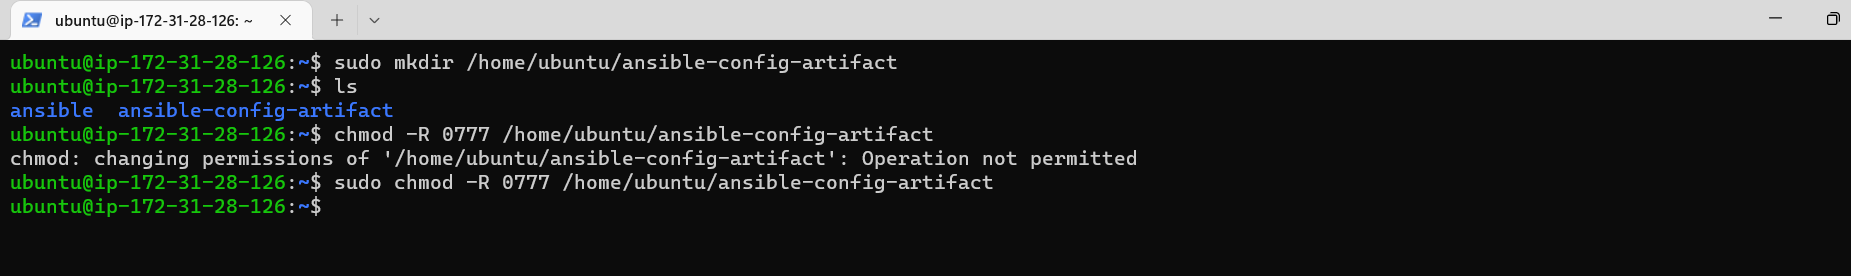 ubuntu@ip-172-31-28-126: ~
ubuntu@ip-172-31-28-126:~$ sudo mkdir /home/ubuntu/ansible-config-artifact
ubuntu@ip-172-31-28-126:~$ ls
ansible  ansible-config-artifact
ubuntu@ip-172-31-28-126:~$ chmod -R 0777 /home/ubuntu/ansible-config-artifact
chmod: changing permissions of '/home/ubuntu/ansible-config-artifact': Operation not permitted
ubuntu@ip-172-31-28-126:~$ sudo chmod -R 0777 /home/ubuntu/ansible-config-artifact
ubuntu@ip-172-31-28-126:~$